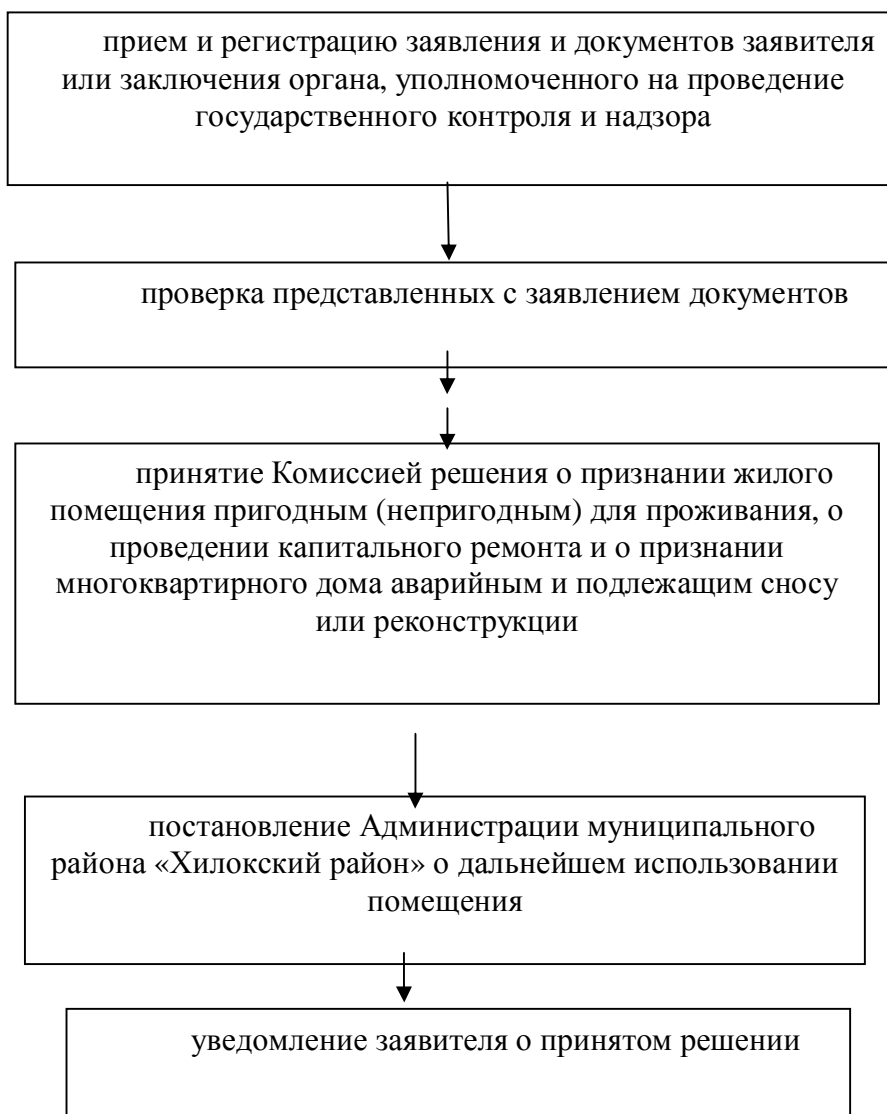 прием и регистрацию заявления и документов заявителя
или заключения органа, уполномоченного на проведение
государственного контроля и надзора
проверка представленных с заявлением документов
принятие Комиссией решения о признании жилого
помещения пригодным (непригодным) для проживания, о
проведении капитального ремонта и о признании
многоквартирного дома аварийным и подлежащим сносу
или реконструкции
постановление Администрации муниципального
района «Хилокский район» о дальнейшем использовании
помещения
уведомление заявителя о принятом решении